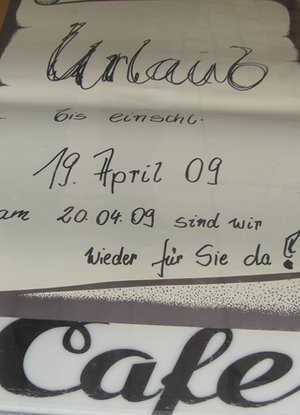 Urlaub
bis einschl.
19. April 09
am 20.04.09 sind wir
wieder für Sie da!
Cafe